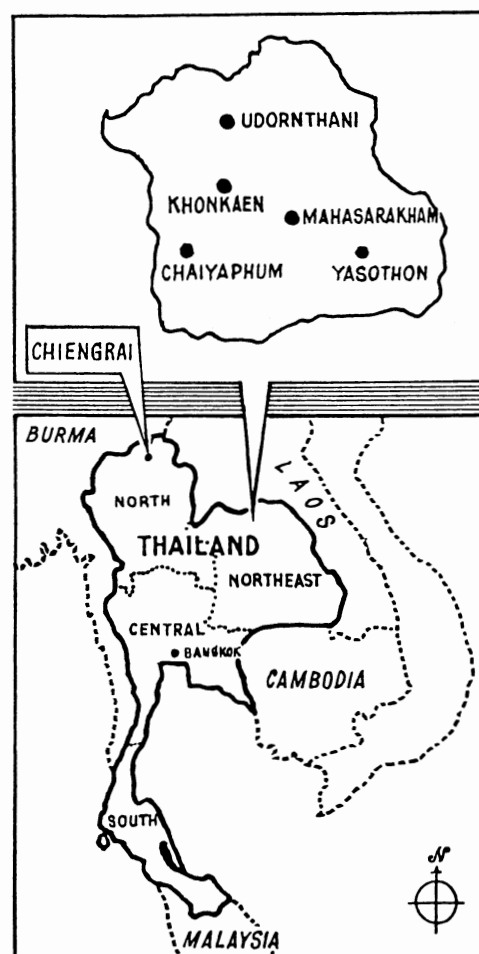 UDORNTHANI
KHONKAEN
MAHASARAKHAM
CHAIYAPHUM
YASOTHON
CHIENGRAI
BURMA
LAOS
NORTH
THAILAND
NORTHEAST
CENTRAL
BANGKOK
CAMBODIA
SOUTH
N
MALAYSIA